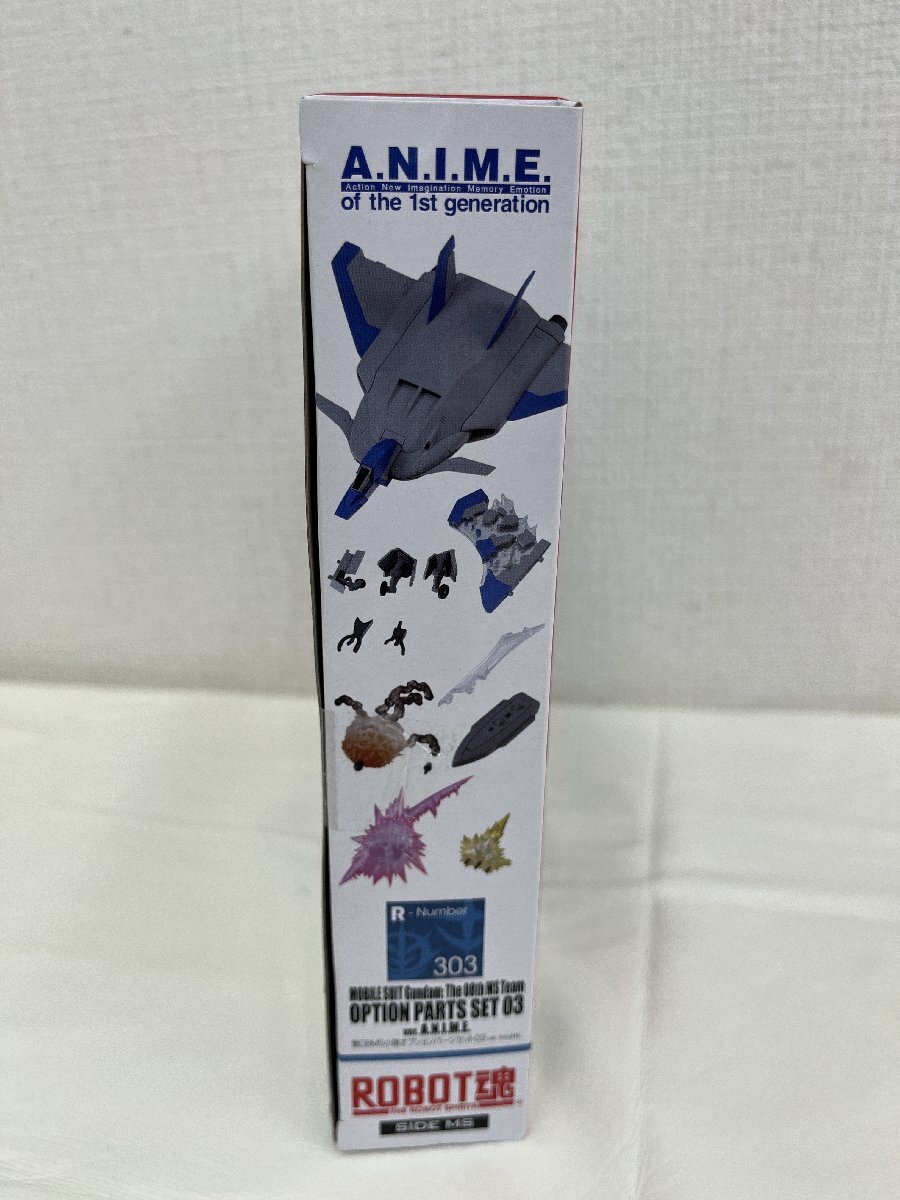 A.N.I.M.E.
Action New Imagination Memory Emotion
of the 1st generation
R-Number
303
MOBILE SUIT Gundam: The 08th MS Team
OPTION PARTS SET 03
ver. A.N.I.M.E.
ROBOT魂
SIDE MS